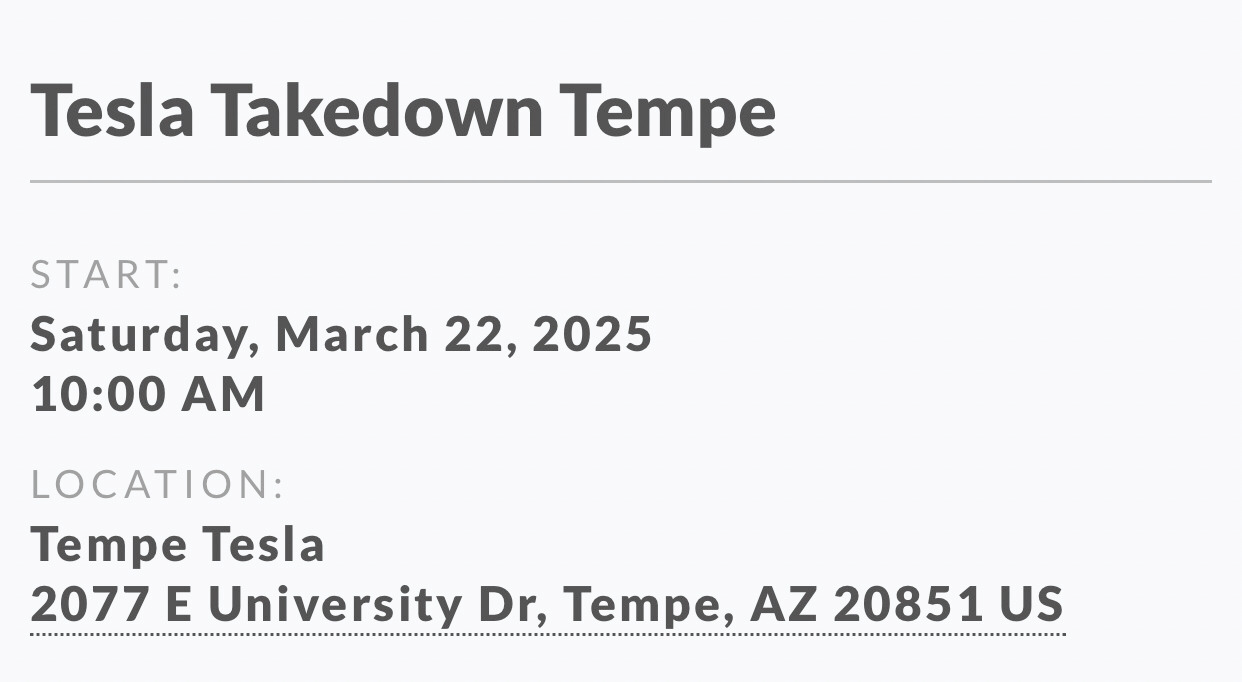 Tesla Takedown Tempe
START:
Saturday, March 22, 2025
10:00 AM
LOCATION:
Tempe Tesla
2077 E University Dr, Tempe, AZ 20851 US